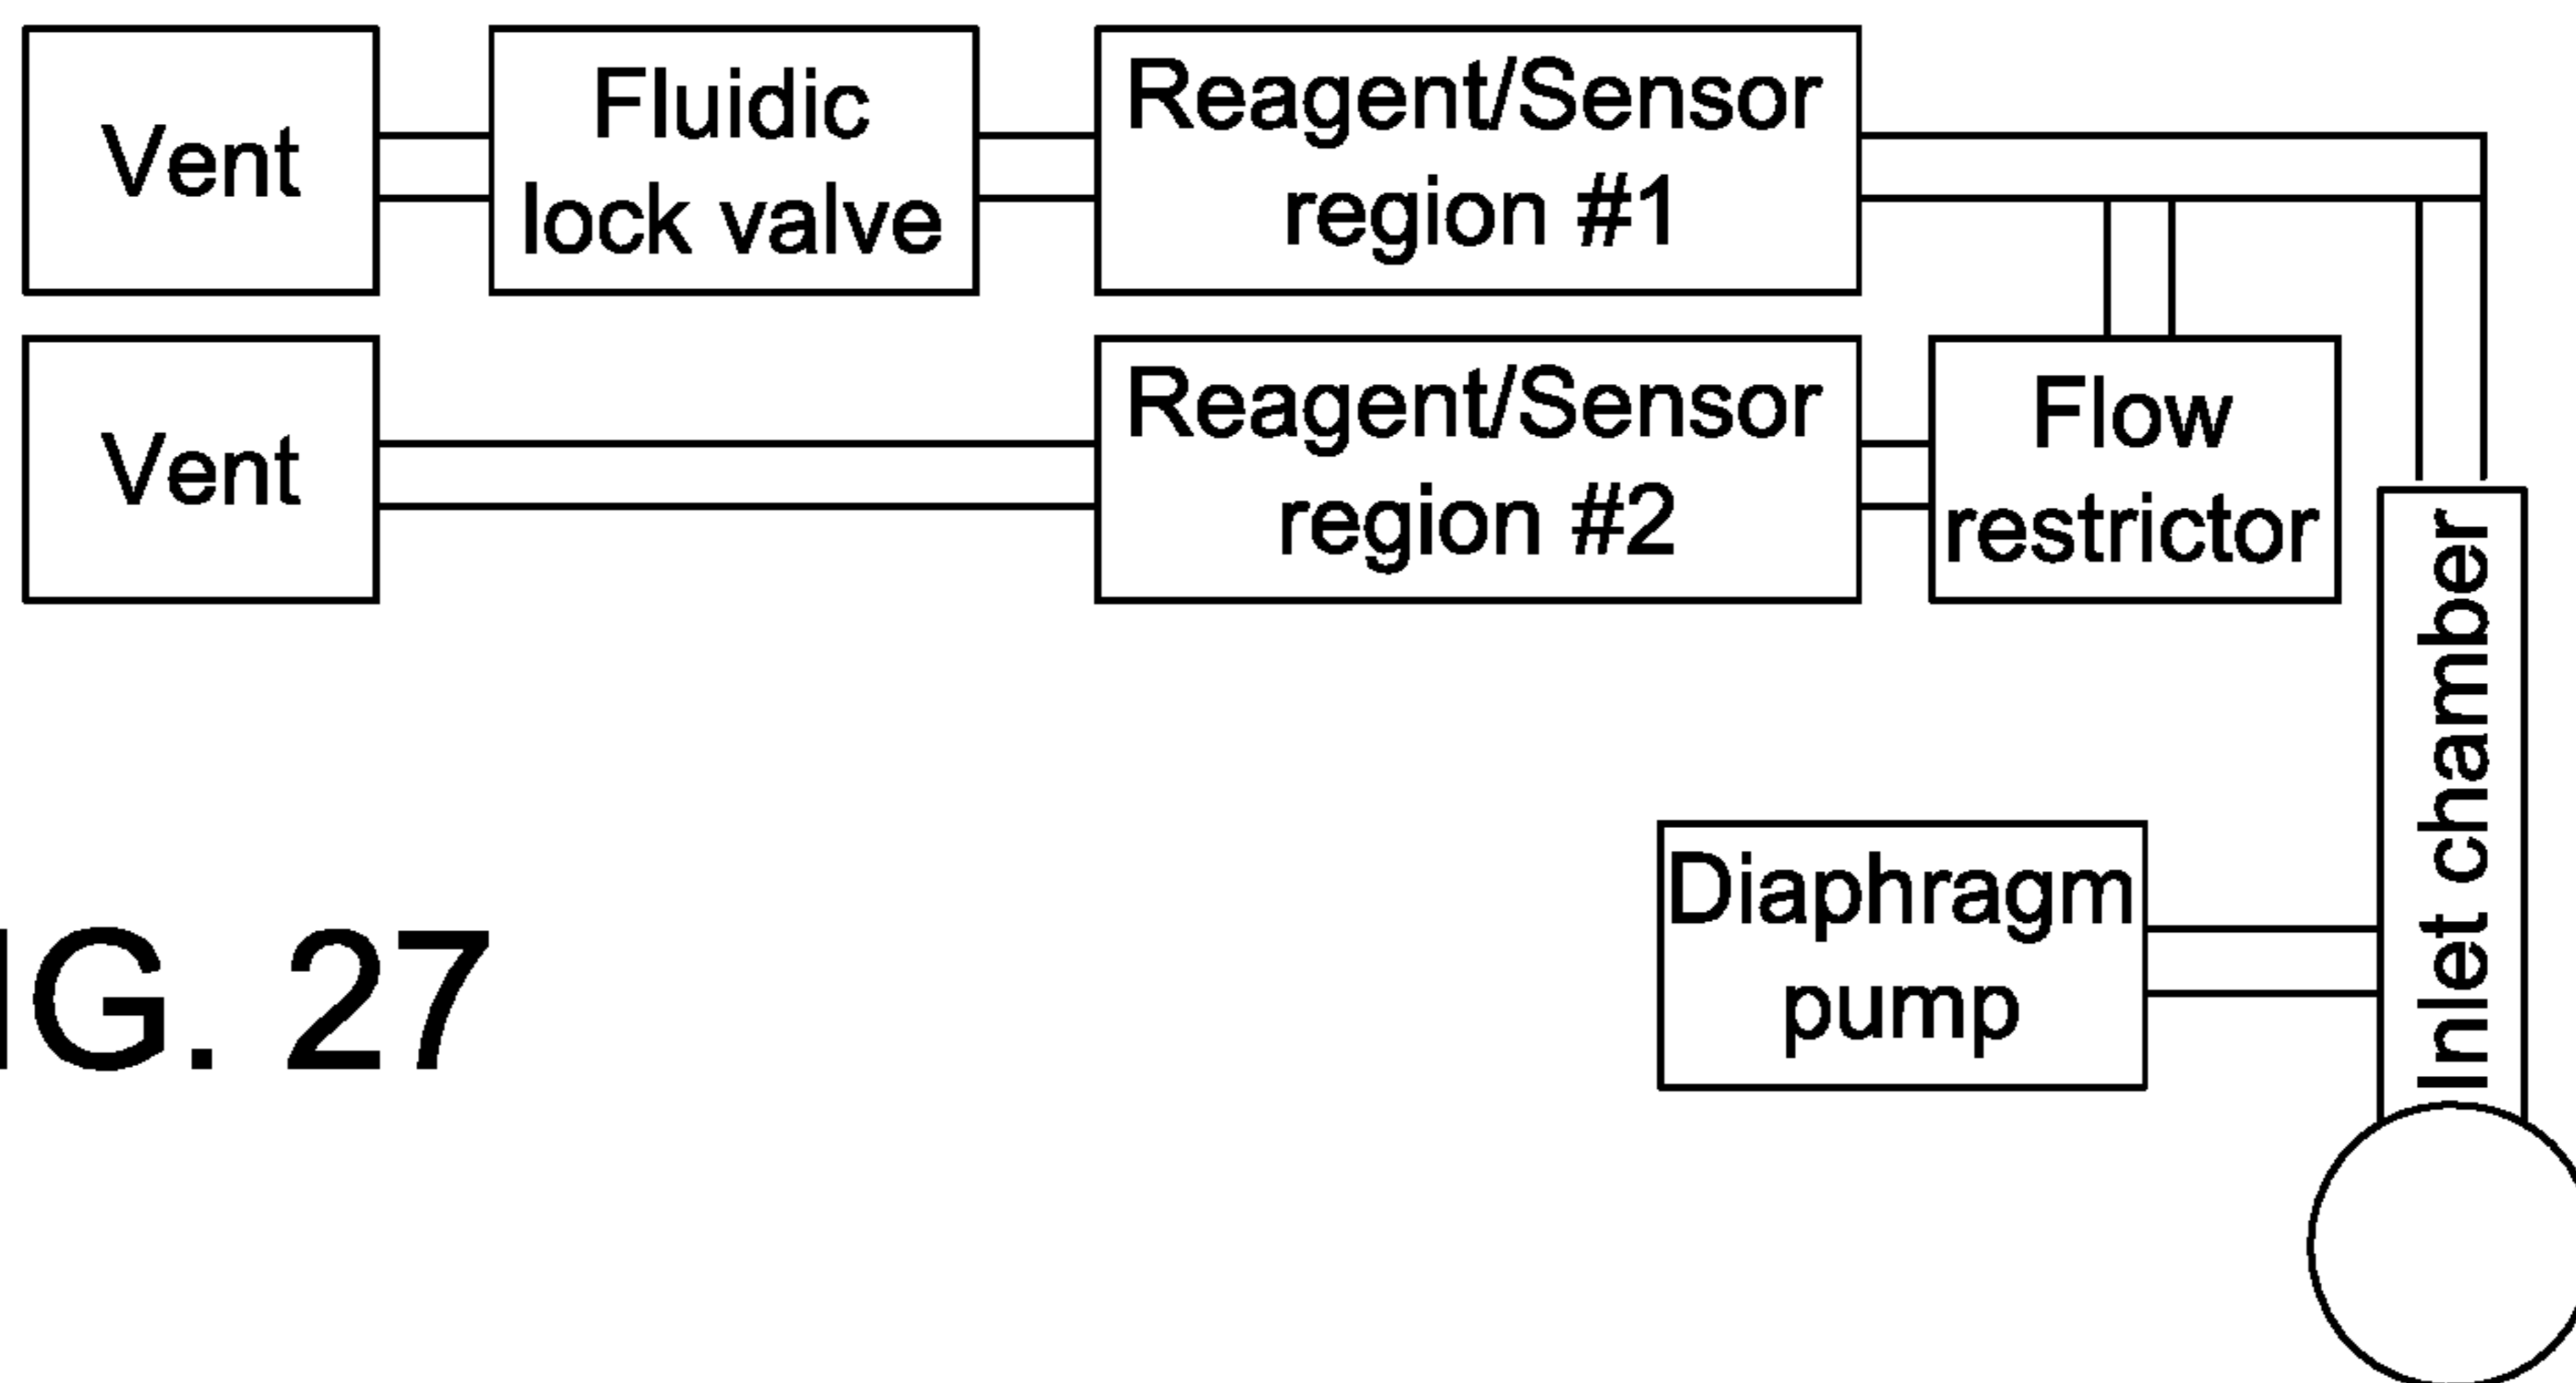 Vent
Fluidic
lock valve
Reagent/Sensor
region #1
Vent
Reagent/Sensor
region #2
Flow
restrictor
Inlet chamber
Diaphragm
pump
IG. 27